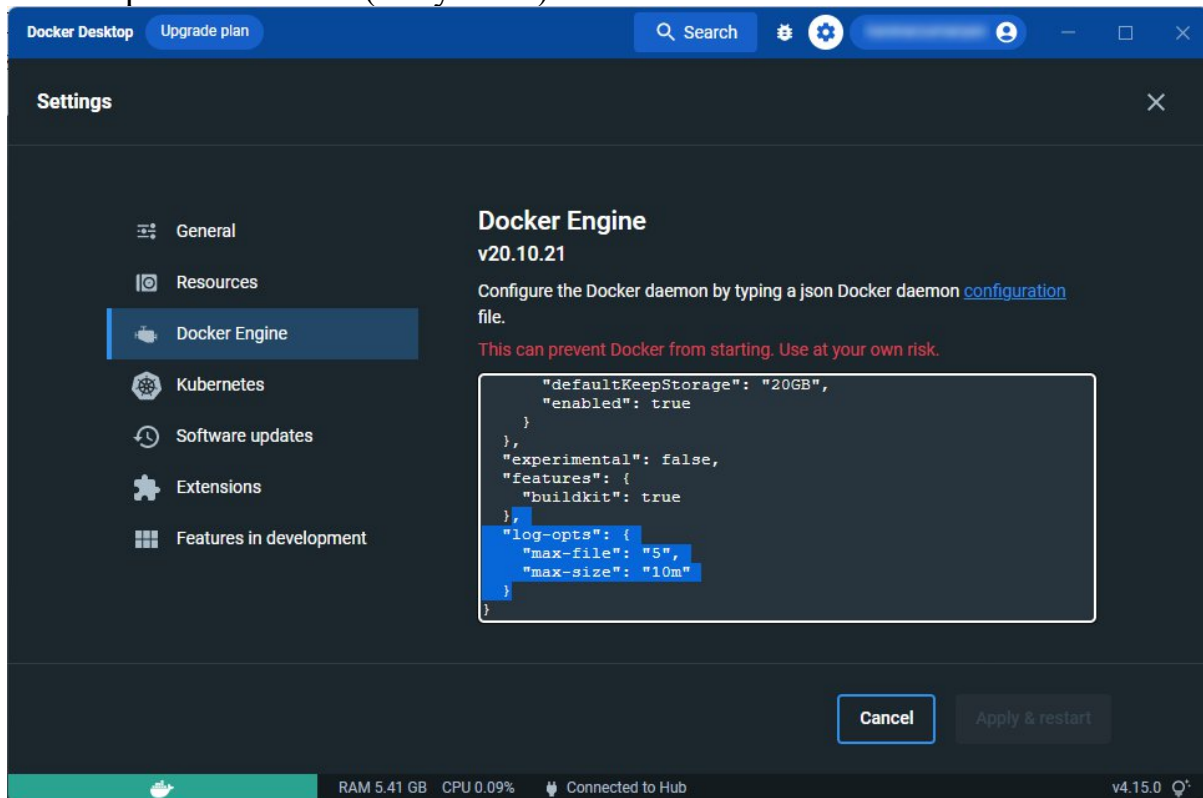 Docker Desktop Upgrade plan Search
Settings
General
Resources
Docker Engine
Kubernetes
Software updates
Extensions
Features in development
Docker Engine
v20.10.21
Configure the Docker daemon by typing a json Docker daemon configuration
file.
This can prevent Docker from starting. Use at your own risk.
"defaultKeepStorage": "20GB",
"enabled": true
}
},
"experimental": false,
"features": {
"buildkit": true
},
"log-opts": {
"max-file": "5",
"max-size": "10m"
}
}
Cancel Apply & restart
RAM 5.41 GB CPU 0.09% Connected to Hub v4.15.0